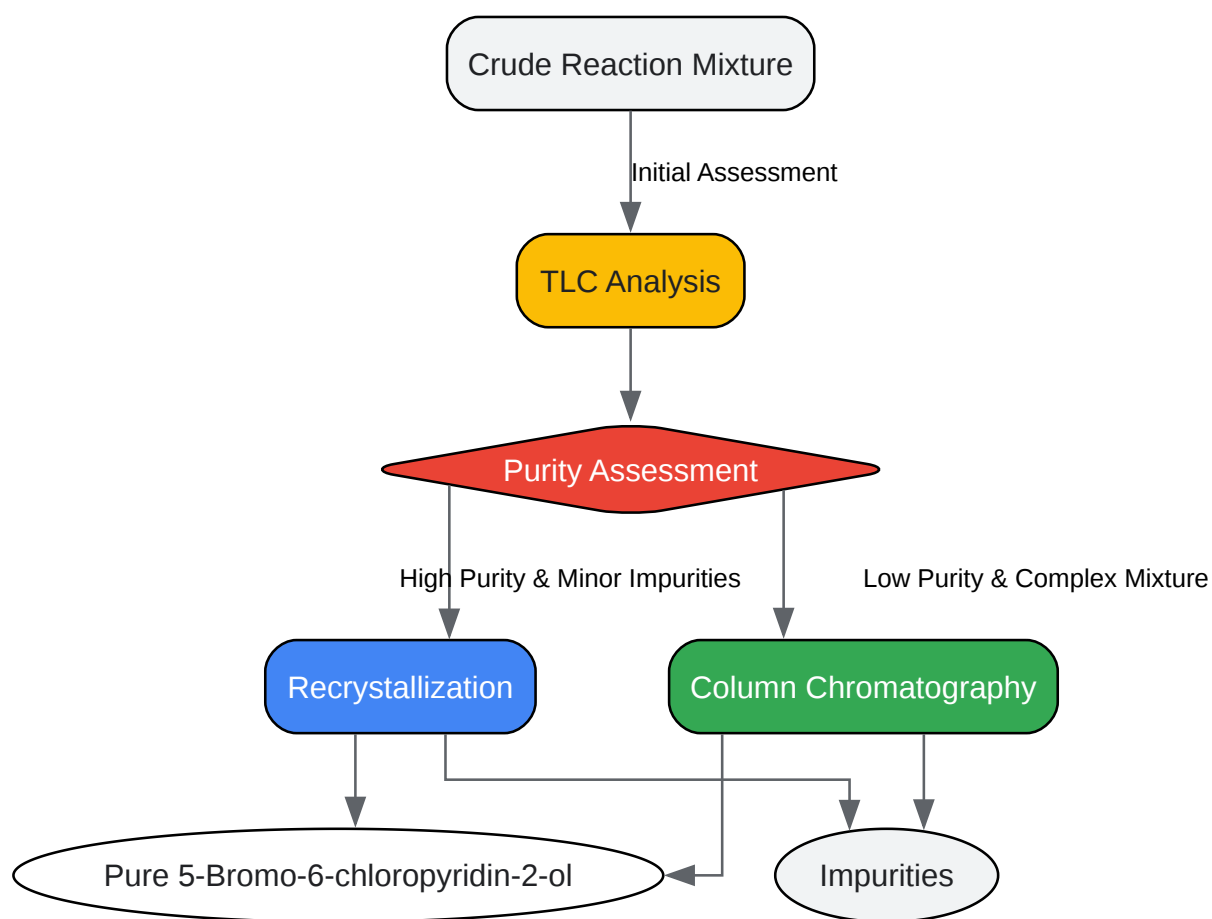 Crude Reaction Mixture
Initial Assessment
TLC Analysis
Purity Assessment
High Purity & Minor Impurities
Low Purity & Complex Mixture
Recrystallization
Column Chromatography
Pure 5-Bromo-6-chloropyridin-2-ol
Impurities